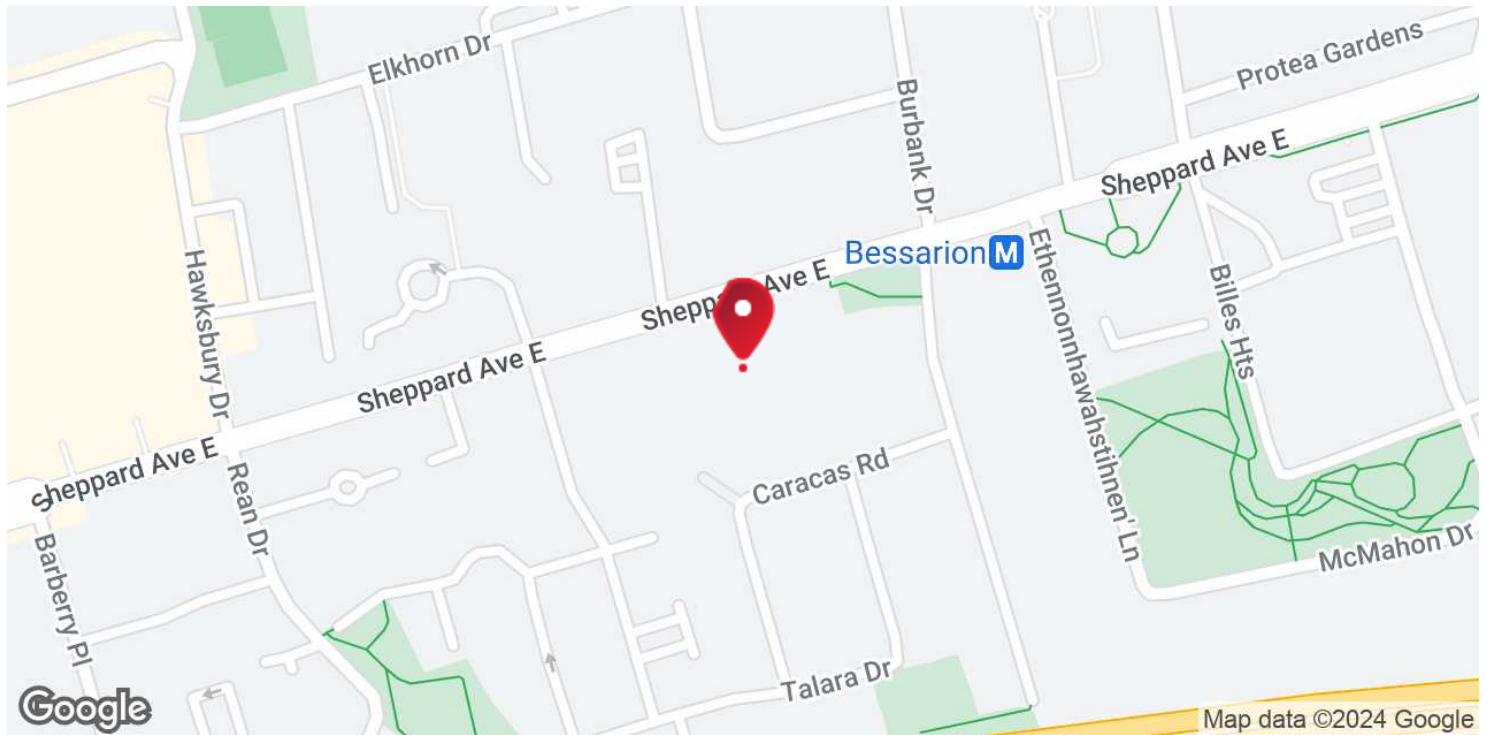 Elkhorn Dr
Protea Gardens
Burbank Dr
Sheppard Ave E
Bessarion M
Hawksbury Dr
Ethennonnhawahstihnen' Ln
Billes Hts
Ave E
Sheppard Ave E
Sheppard Ave E
Rean Dr
Caracas Rd
Barberry Pl
McMahon Dr
Talara Dr
Google
Map data ©2024 Google